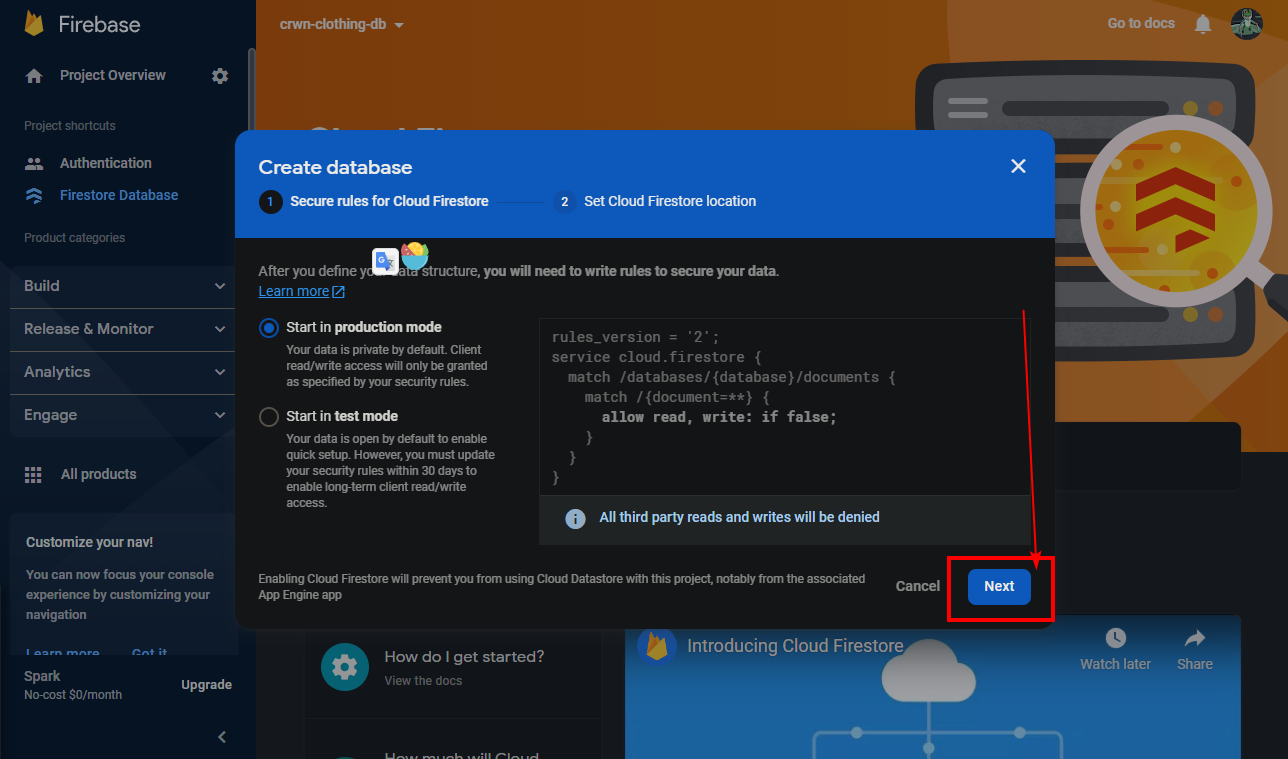 Firebase
crwn-clothing-db
Go to docs
Project Overview
Project shortcuts
Authentication
Firestore Database
Product categories
Build
Release & Monitor
Analytics
Engage
All products
Customize your nav!
You can now focus your console
experience by customizing your
navigation
Learn more
Got it
Spark
No-cost $0/month
Upgrade
Create database
1 Secure rules for Cloud Firestore
2 Set Cloud Firestore location
After you define your data structure, you will need to write rules to secure your data.
Learn more
Start in production mode
Your data is private by default. Client
read/write access will only be granted
as specified by your security rules.
Start in test mode
Your data is open by default to enable
quick setup. However, you must update
your security rules within 30 days to
enable long-term client read/write
access.
rules_version = '2';
service cloud.firestore {
match /databases/{database}/documents {
match /{document=**} {
allow read, write: if false;
}
}
}
All third party reads and writes will be denied
Enabling Cloud Firestore will prevent you from using Cloud Datastore with this project, notably from the associated
App Engine app
Cancel
Next
How do I get started?
View the docs
How much will Cloud
Introducing Cloud Firestore
Watch later
Share